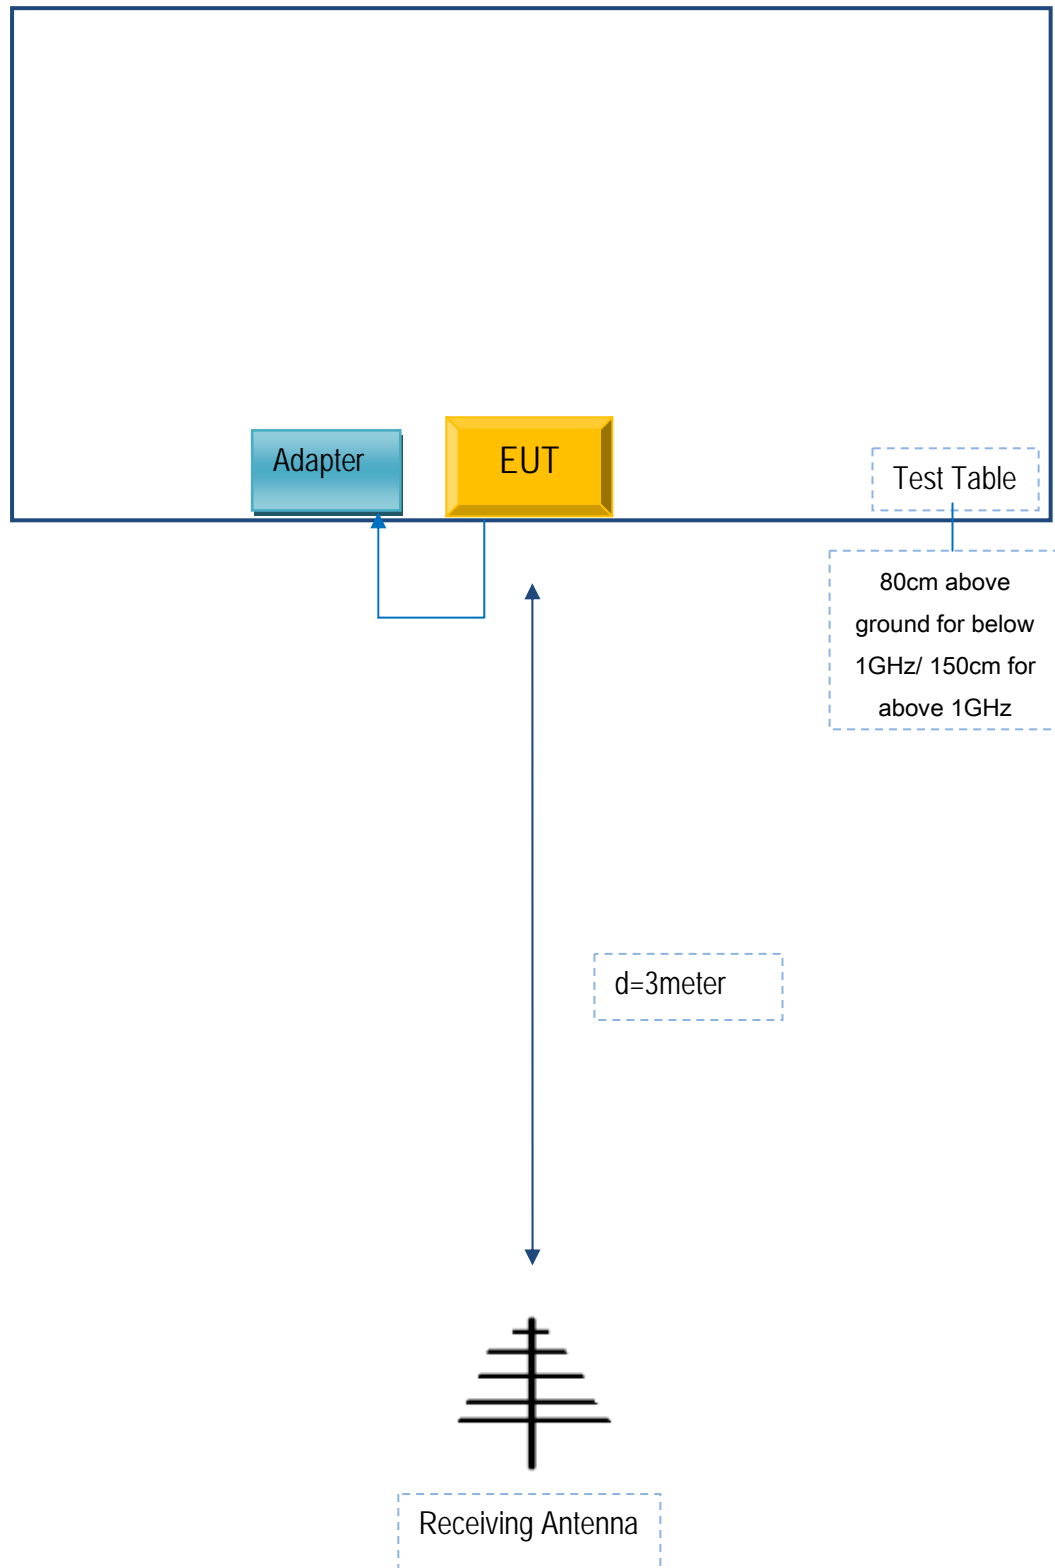 Adapter
EUT
Test Table
80cm above
ground for below
1GHz/ 150cm for
above 1GHz
d=3meter
Receiving Antenna